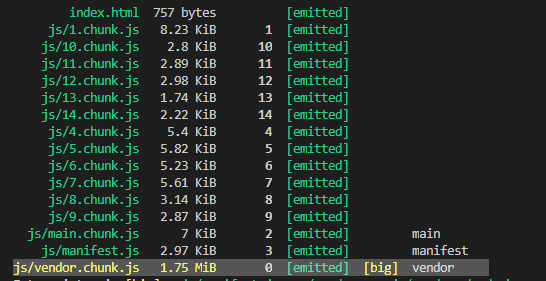 index.html 757 bytes [emitted]
js/1.chunk.js 8.23 KiB 1 [emitted]
js/10.chunk.js 2.8 KiB 10 [emitted]
js/11.chunk.js 2.89 KiB 11 [emitted]
js/12.chunk.js 2.98 KiB 12 [emitted]
js/13.chunk.js 1.74 KiB 13 [emitted]
js/14.chunk.js 2.22 KiB 14 [emitted]
js/4.chunk.js 5.4 KiB 4 [emitted]
js/5.chunk.js 5.82 KiB 5 [emitted]
js/6.chunk.js 5.23 KiB 6 [emitted]
js/7.chunk.js 5.61 KiB 7 [emitted]
js/8.chunk.js 3.14 KiB 8 [emitted]
js/9.chunk.js 2.87 KiB 9 [emitted]
js/main.chunk.js 7 KiB 2 [emitted] main
js/manifest.js 2.97 KiB 3 [emitted] manifest
js/vendor.chunk.js 1.75 MiB 0 [emitted] [big] vendor